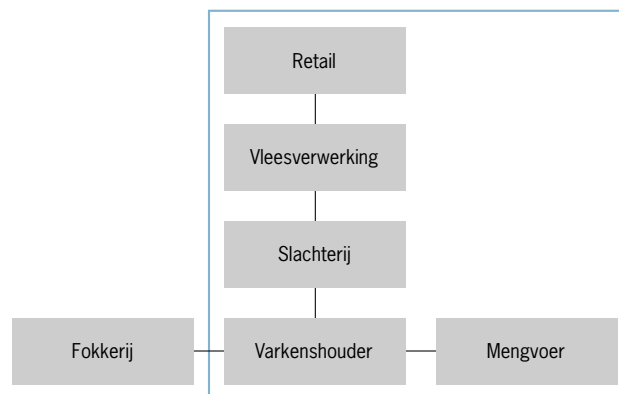 Retail
Vleesverwerking
Slachterij
Fokkerij
Varkenshouder
Mengvoer